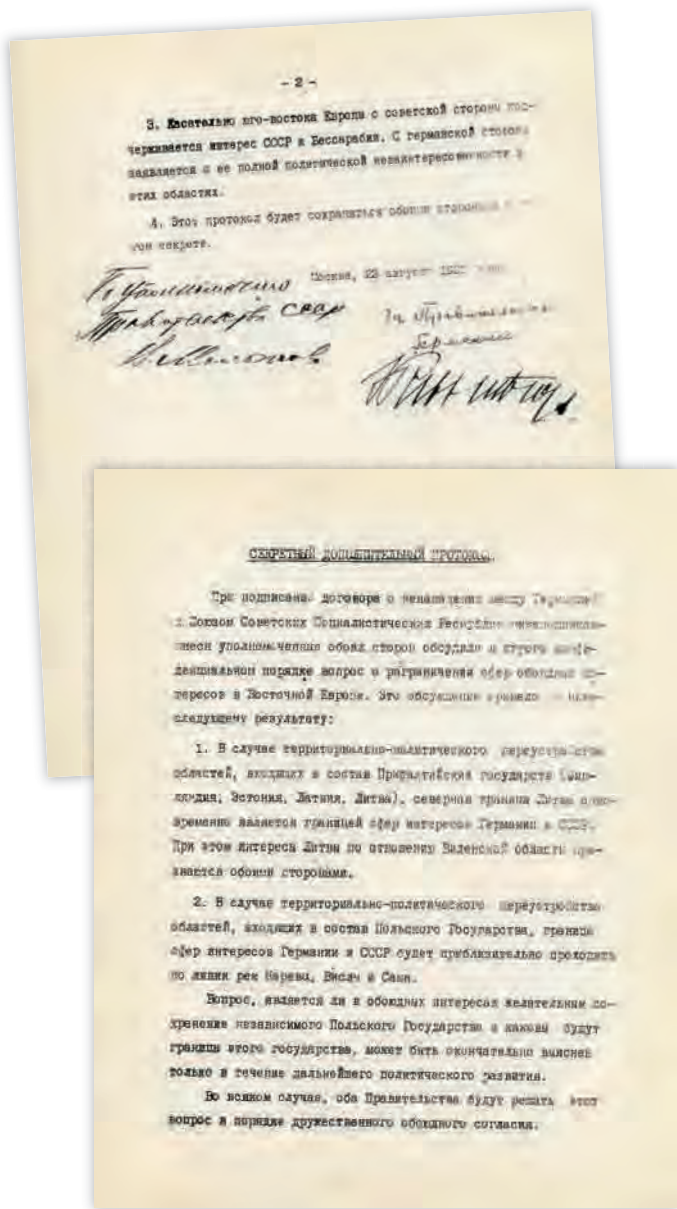 - 2 -
3. Касательно юго-востока Европы с советской стороны под-
черкивается интерес СССР к Бессарабии. С германской стороны
заявляется о ее полной политической незаинтересованности в
этих областях.
4. Этот протокол будет сохраняться обоими сторонами в
гом секрете.
Москва, 23 август
По уполномочию
Правительства СССР
В. Молотов
За Правительство
Германии
СЕКРЕТНЫЙ ДОПОЛНИТЕЛЬНЫЙ ПРОТОКОЛ.
При подписании договора о ненападении между Германией
и Союзом Советских Социалистических Республик нижеподписав-
шиеся уполномоченные обоих сторон обсудили в строго конфи-
денциальном порядке вопрос о разграничении сфер обоюдных ин-
тересов в Восточной Европе. Это обсуждение привело к ниже-
следующему результату:
1. В случае территориально-политического переустройства
областей, входящих в состав Прибалтийских государств (Фин-
ляндия, Эстония, Латвия, Литва), северная граница Литвы одно-
временно является границей сфер интересов Германии и СССР.
При этом интересы Литвы по отношению Виленской области при-
знаются обоими сторонами.
2. В случае территориально-политического переустройства
областей, входящих в состав Польского Государства, граница
сфер интересов Германии и СССР будет приблизительно проходить
по линии рек Нарева, Вислы и Сана.
Вопрос, является ли в обоюдных интересах желательным со-
хранение независимого Польского Государства и каковы будут
границы этого государства, может быть окончательно выяснен
только в течение дальнейшего политического развития.
Во всяком случае, оба Правительства будут решать этот
вопрос в порядке дружественного обоюдного согласия.